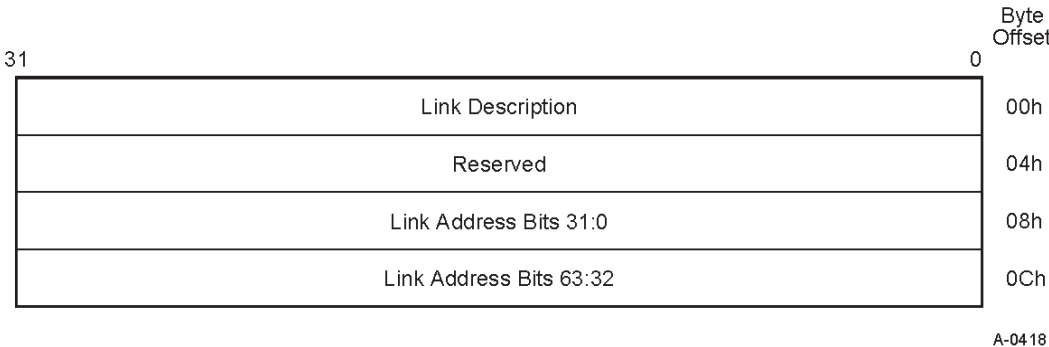 Byte
Offset
31 0
Link Description 00h
Reserved 04h
Link Address Bits 31:0 08h
Link Address Bits 63:32 0Ch
A-0418